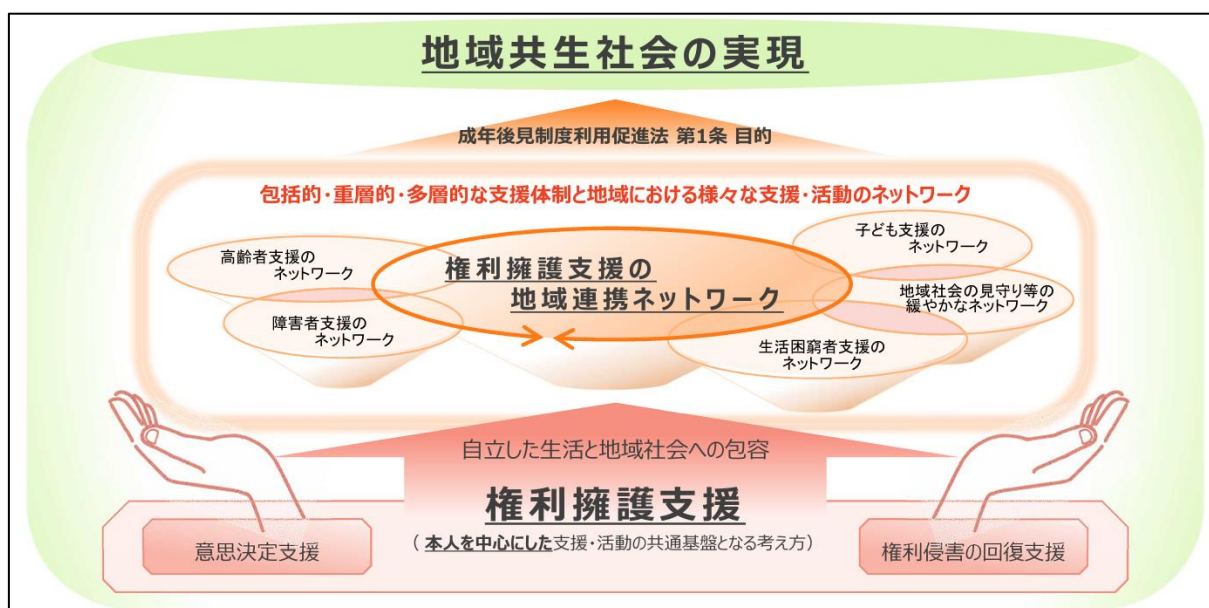 地域共生社会の実現
成年後見制度利用促進法 第1条 目的
包括的・重層的・多層的な支援体制と地域における様々な支援・活動のネットワーク
高齢者支援の
ネットワーク
障害者支援の
ネットワーク
権利擁護支援の
地域連携ネットワーク
子ども支援の
ネットワーク
地域社会の見守り等の
緩やかなネットワーク
生活困窮者支援の
ネットワーク
自立した生活と地域社会への包容
権利擁護支援
（ 本人を中心にした支援・活動の共通基盤となる考え方）
意思決定支援
権利侵害の回復支援